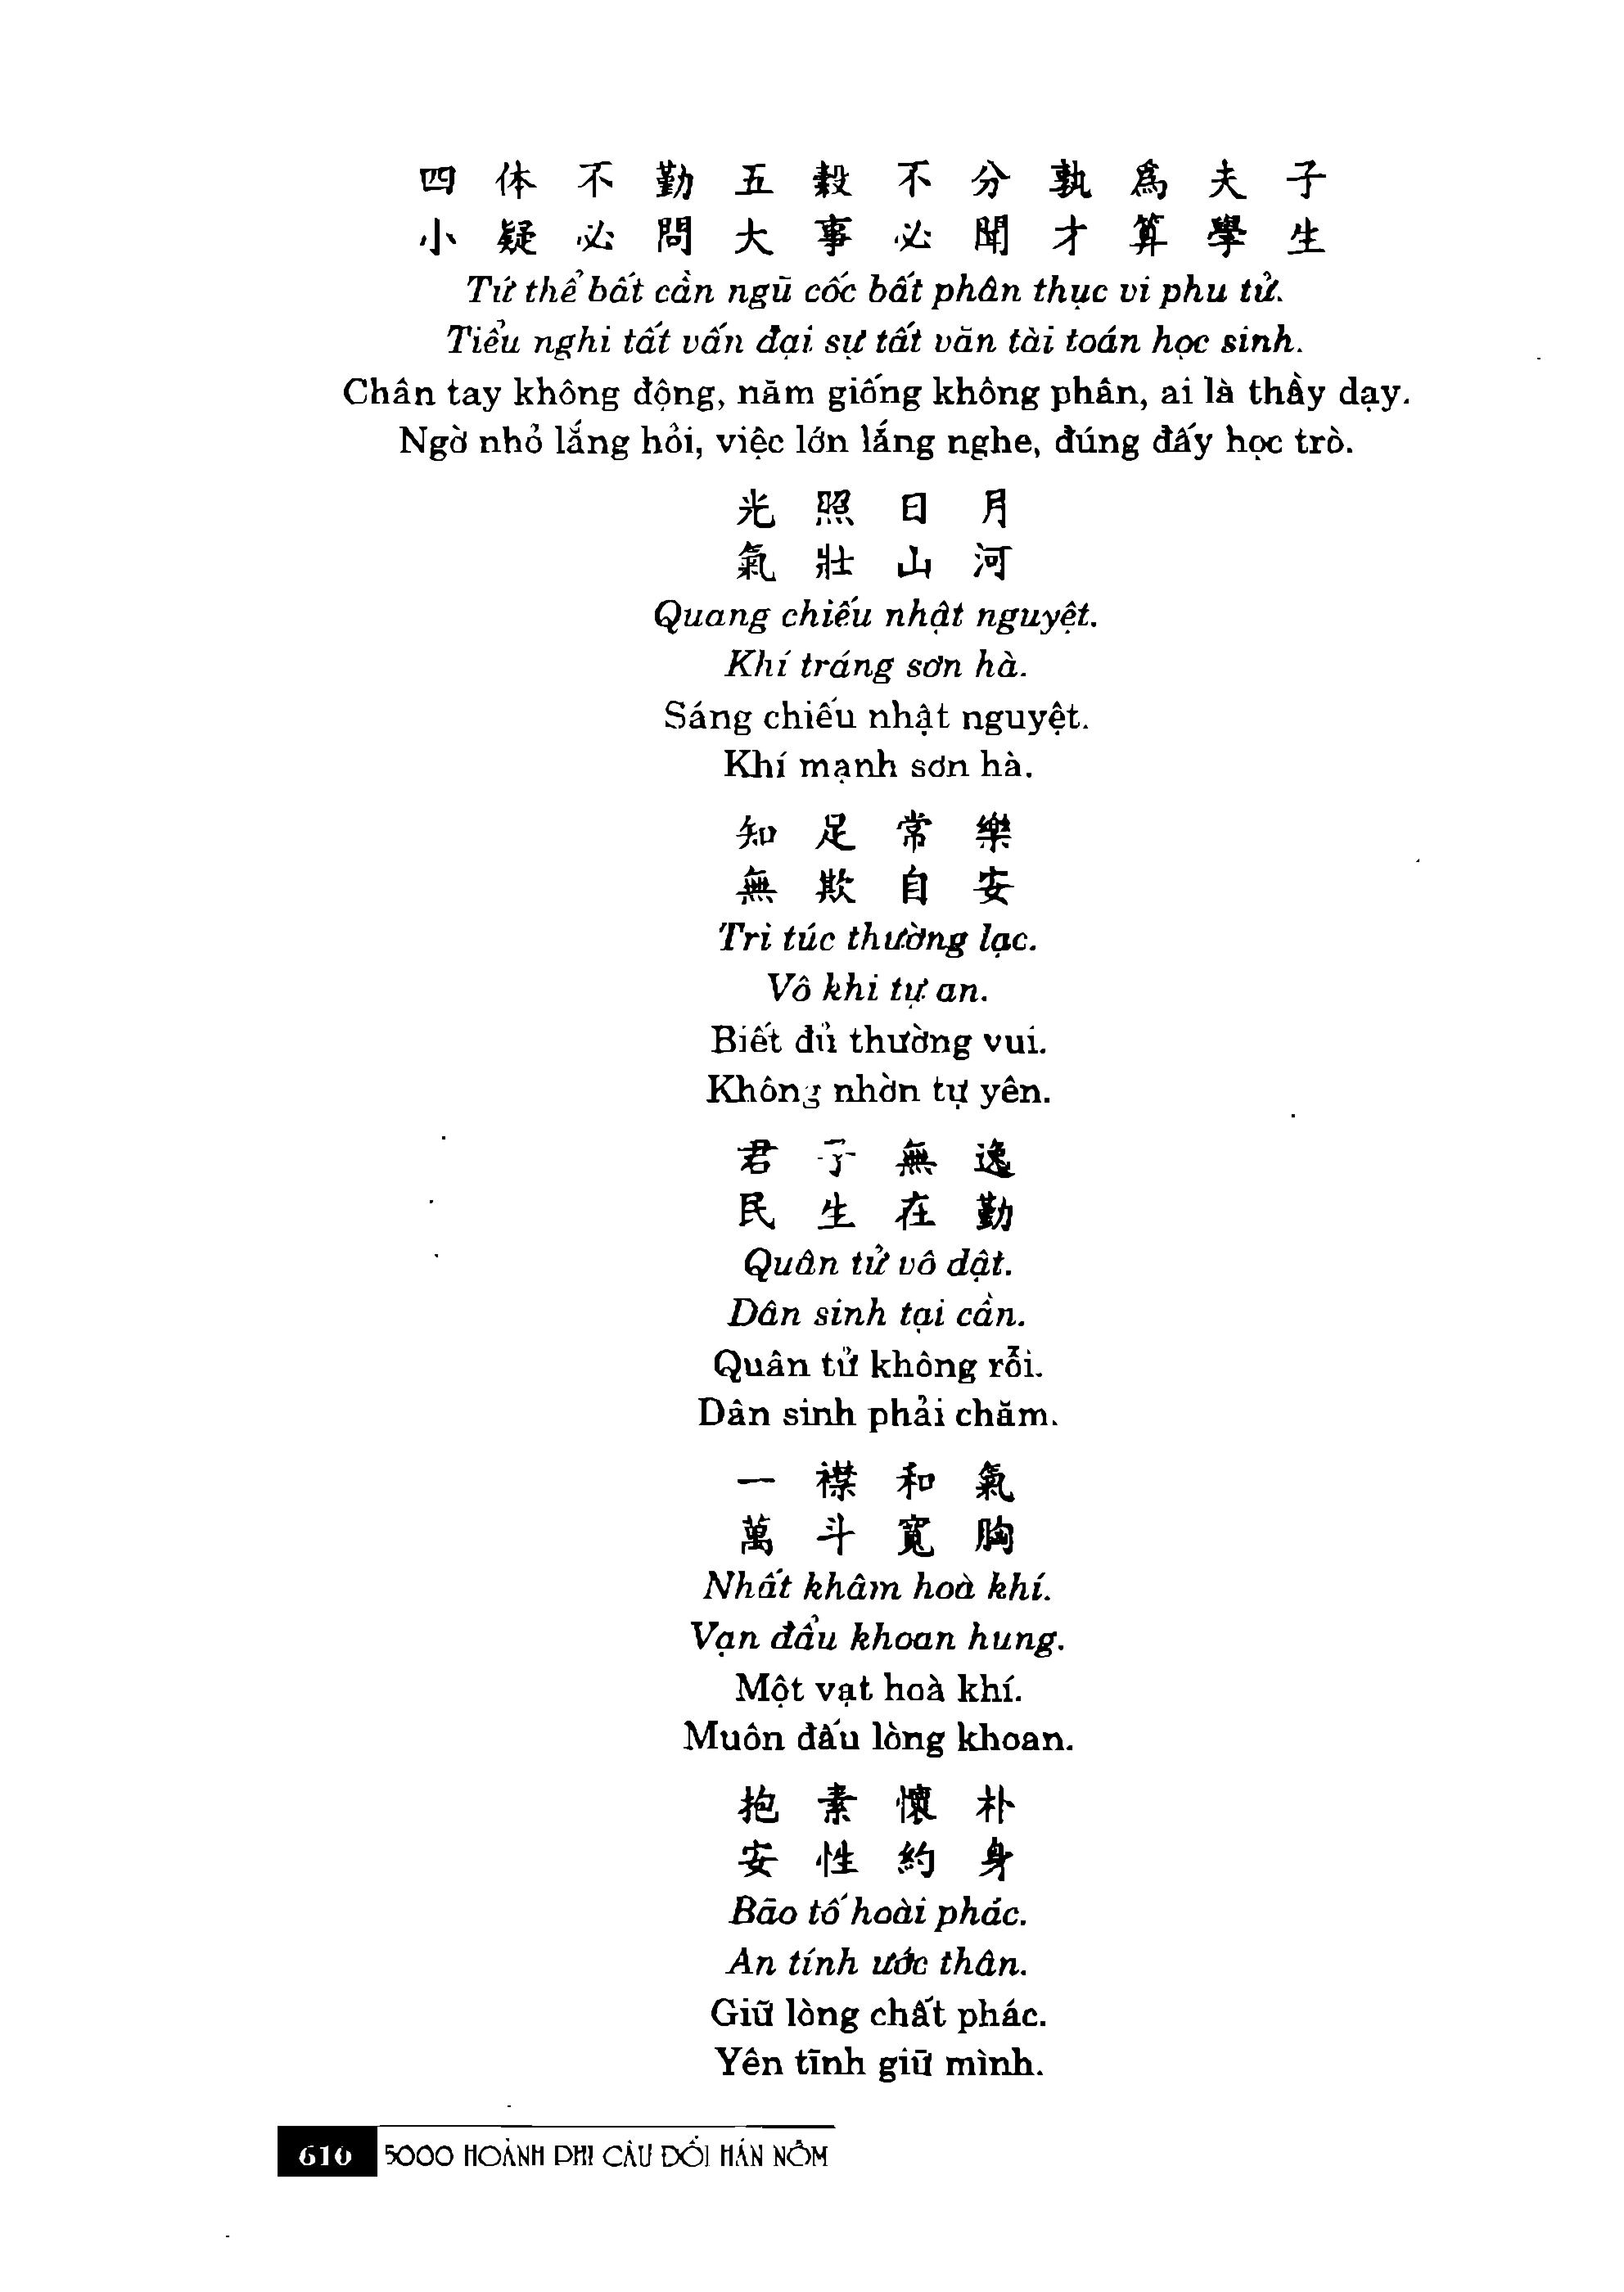 四体不勤五穀不分孰為夫子
小疑必問大事必聞才算學生
Tứ thể bất cần ngũ cốc bất phân thục vi phu tử.
Tiểu nghi tất vấn đại sự tất văn tài toán học sinh.
Chân tay không động, năm giống không phân, ai là thầy dạy.
Ngờ nhỏ lắng hỏi, việc lớn lắng nghe, đúng đấy học trò.
光照日月
氣壯山河
Quang chiếu nhật nguyệt.
Khí tráng sơn hà.
Sáng chiếu nhật nguyệt.
Khí mạnh sơn hà.
知足常樂
無欺自安
Tri túc thường lạc.
Vô khi tự an.
Biết đủ thường vui.
Không nhờn tự yên.
君子無逸
民生在勤
Quân tử vô dật.
Dân sinh tại cần.
Quân tử không rỗi.
Dân sinh phải chăm.
一襟和氣
萬斗寬胸
Nhất khâm hoà khí.
Vạn đẩu khoan hung.
Một vạt hoà khí.
Muôn đấu lòng khoan.
抱素懷朴
安性約身
Bão tố hoài phác.
An tính ước thân.
Giữ lòng chất phác.
Yên tĩnh giữ mình.
616 5000 HOÀNH PHI CÂU ĐỐI HÁN NÔM